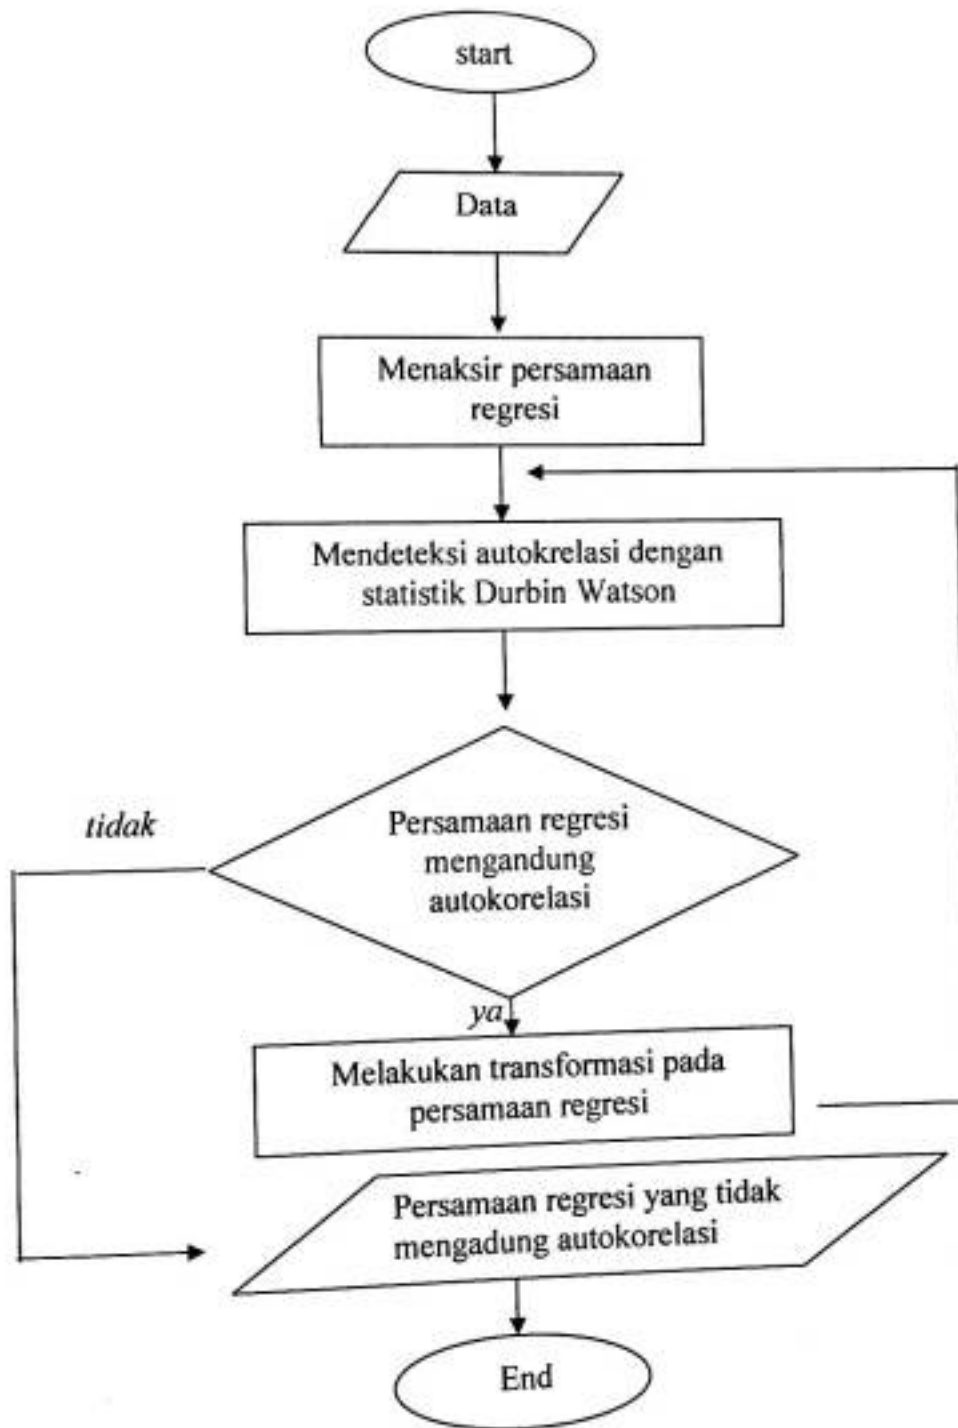 start
Data
Menaksir persamaan
regresi
Mendeteksi autokrelasi dengan
statistik Durbin Watson
tidak
Persamaan regresi
mengandung
autokorelasi
ya
Melakukan transformasi pada
persamaan regresi
Persamaan regresi yang tidak
mengadung autokorelasi
End